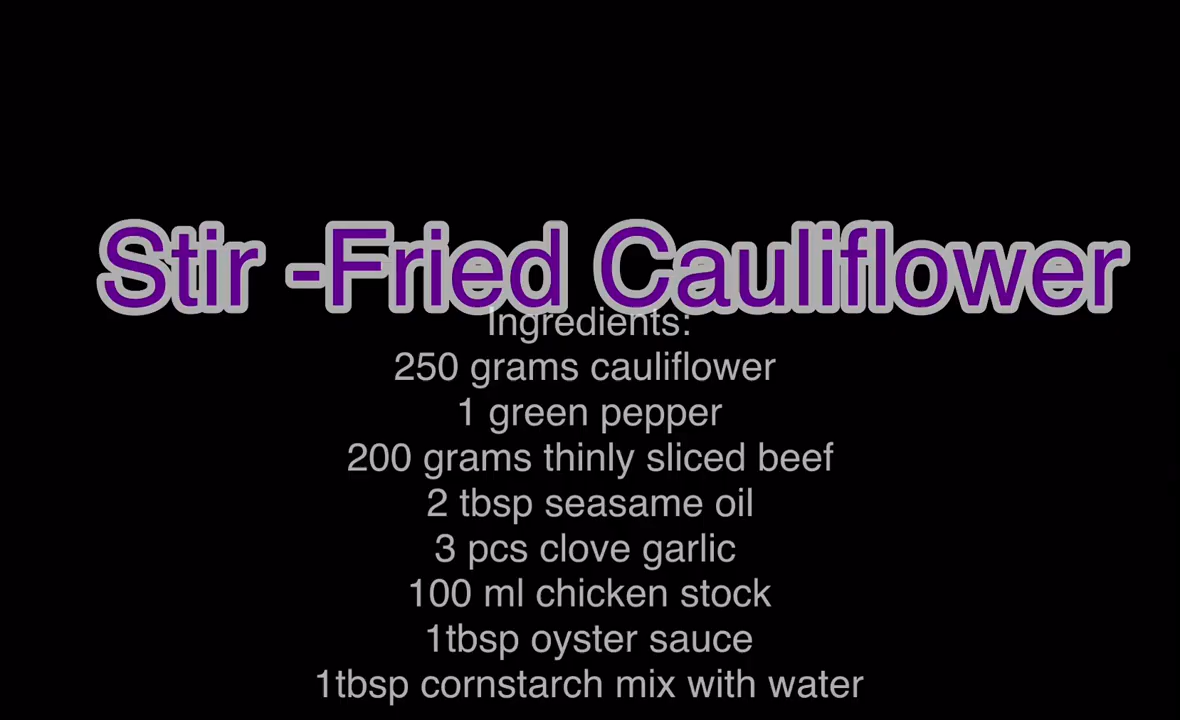 Stir -Fried Cauliflower
Ingredients:
250 grams cauliflower
1 green pepper
200 grams thinly sliced beef
2 tbsp seasame oil
3 pcs clove garlic
100 ml chicken stock
1tbsp oyster sauce
1tbsp cornstarch mix with water